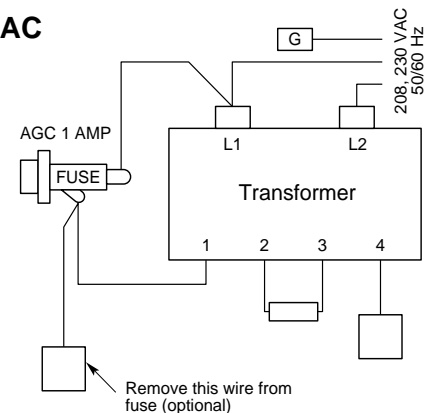 AC
G
208, 230 VAC
50/60 Hz
AGC 1 AMP
FUSE
L1 L2
Transformer
1 2 3 4
Remove this wire from
fuse (optional)